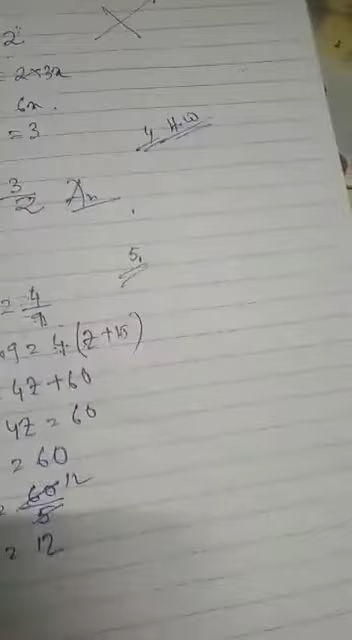 2
= 2×3x
6x.
= 3
4 H.W
3/2 An
5.
= 4/9
9 = 4 (z+15)
4z+60
4z = 60
= 60
= 60/5 12
= 12